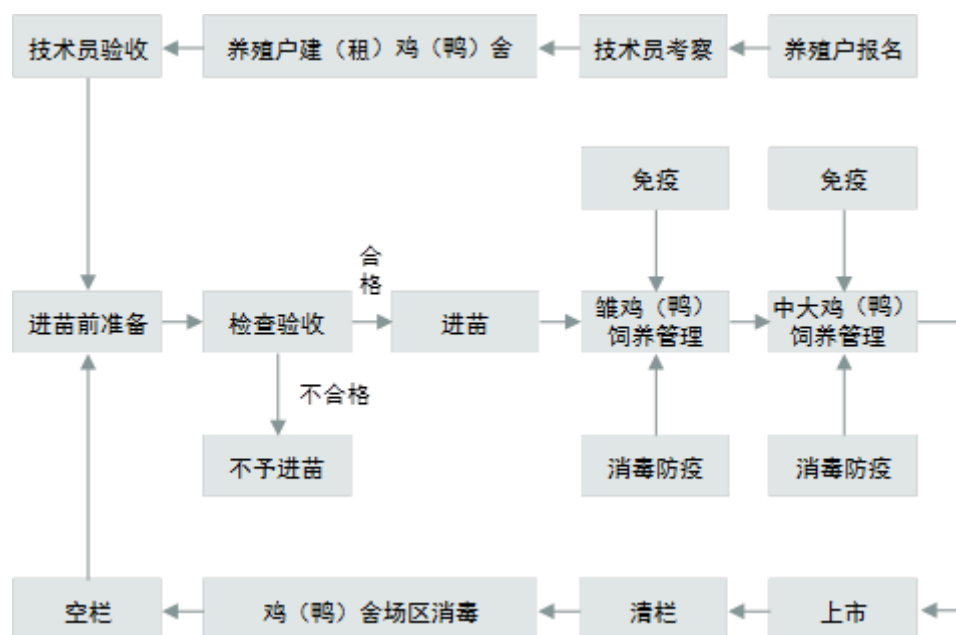 技术员验收
养殖户建（租）鸡（鸭）舍
技术员考察
养殖户报名
免疫
免疫
合
格
进苗前准备
检查验收
进苗
雏鸡（鸭）
饲养管理
中大鸡（鸭）
饲养管理
不合格
不予进苗
消毒防疫
消毒防疫
空栏
鸡（鸭）舍场区消毒
清栏
上市